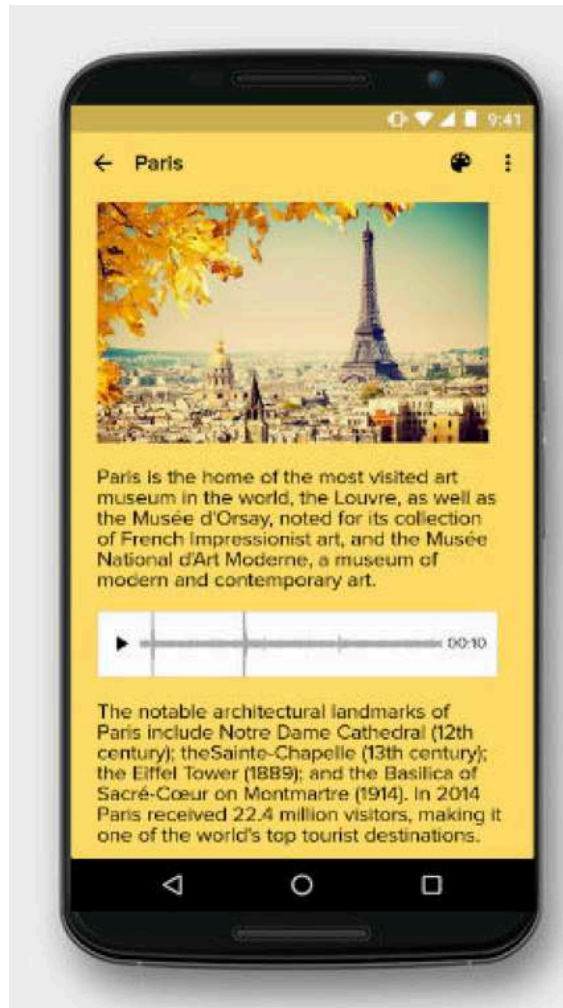 9:41
Paris
Paris is the home of the most visited art
museum in the world, the Louvre, as well as
the Musée d'Orsay, noted for its collection
of French Impressionist art, and the Musée
National d'Art Moderne, a museum of
modern and contemporary art.
00:10
The notable architectural landmarks of
Paris include Notre Dame Cathedral (12th
century); theSainte-Chapelle (13th century);
the Eiffel Tower (1889); and the Basilica of
Sacré-Cœur on Montmartre (1914). In 2014
Paris received 22.4 million visitors, making it
one of the world's top tourist destinations.